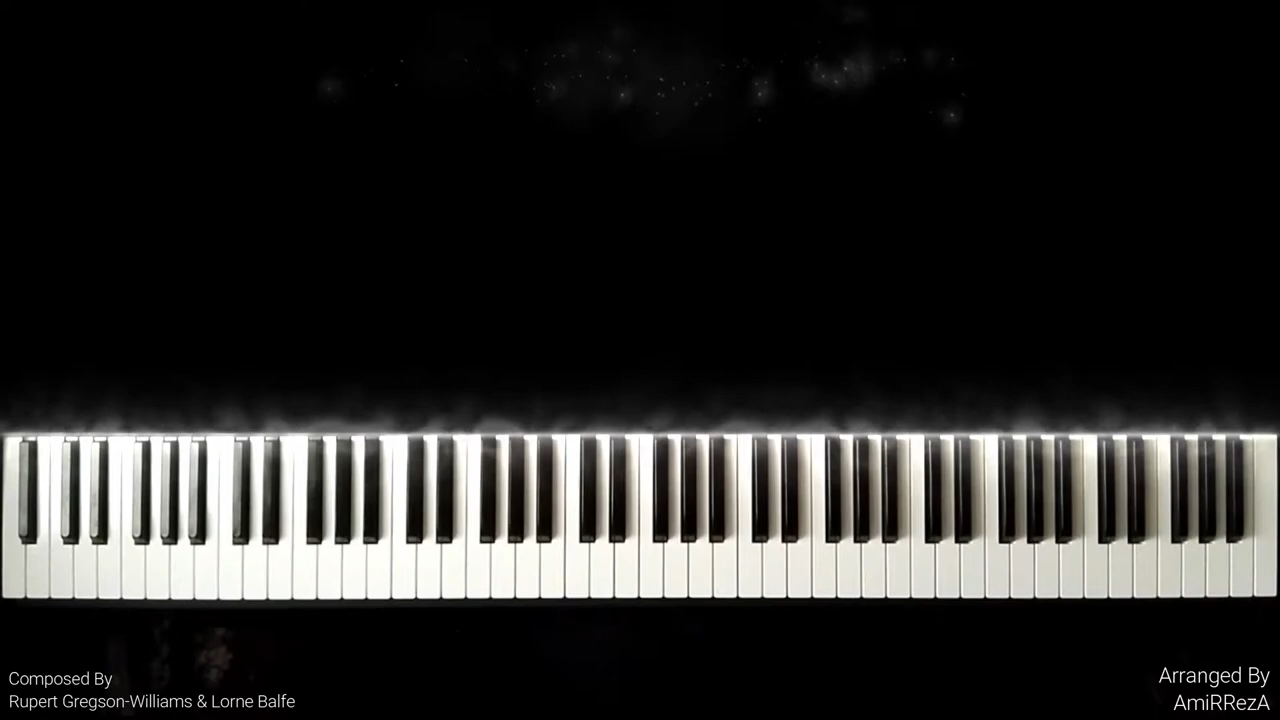 Composed By
Rupert Gregson-Williams & Lorne Balfe
Arranged By
AmiRRezA